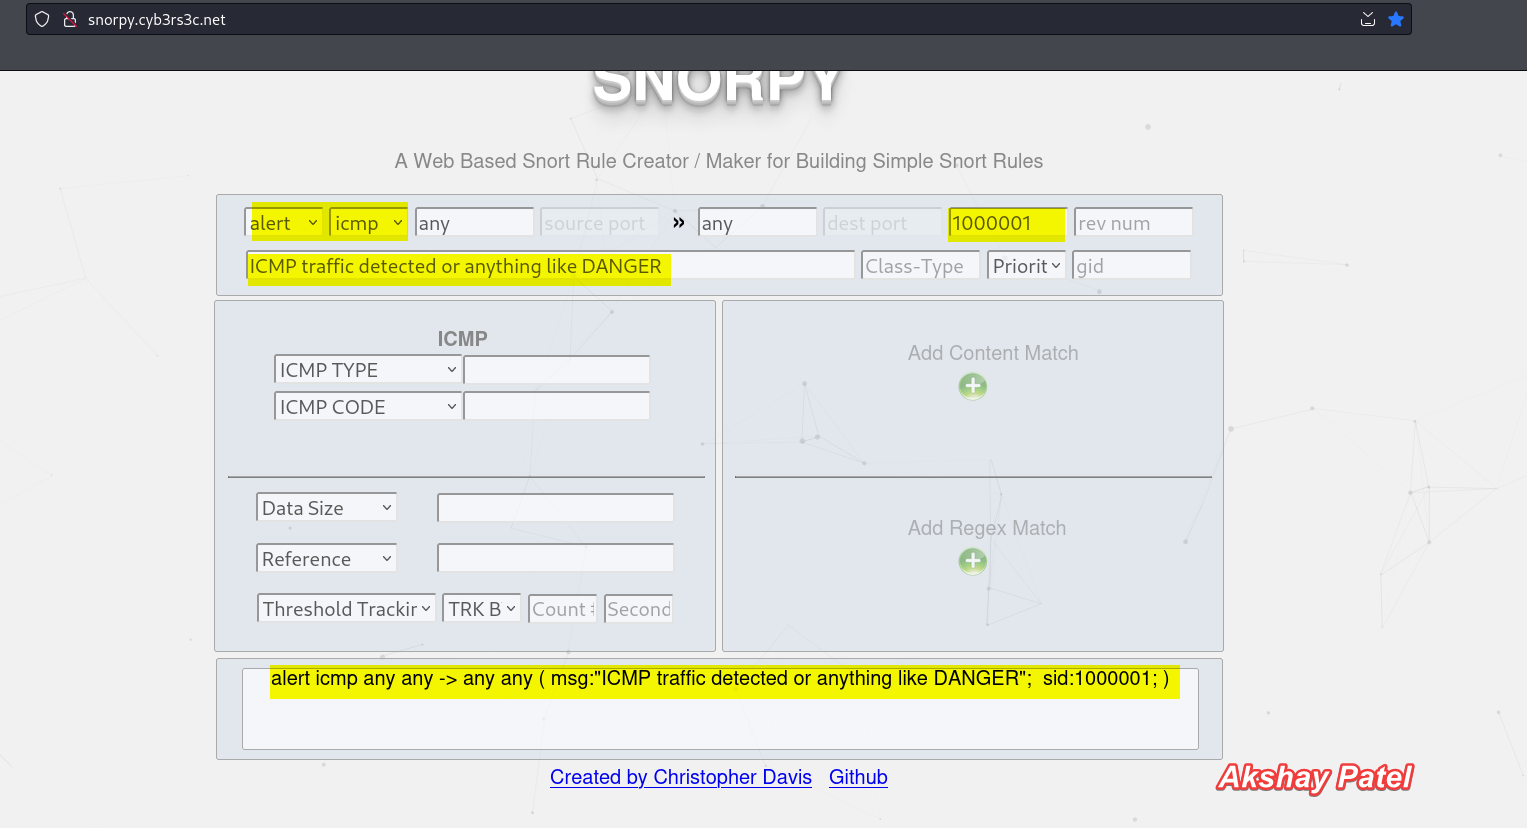 snorpy.cyb3rs3c.net
SNORPY
A Web Based Snort Rule Creator / Maker for Building Simple Snort Rules
alert icmp any source port » any dest port 1000001 rev num
ICMP traffic detected or anything like DANGER Class-Type Priorit gid
ICMP
ICMP TYPE
ICMP CODE
Add Content Match
Data Size
Reference
Threshold Trackir TRK B Count Second
Add Regex Match
alert icmp any any -> any any ( msg:"ICMP traffic detected or anything like DANGER";  sid:1000001; )
Created by Christopher Davis Github
Akshay Patel